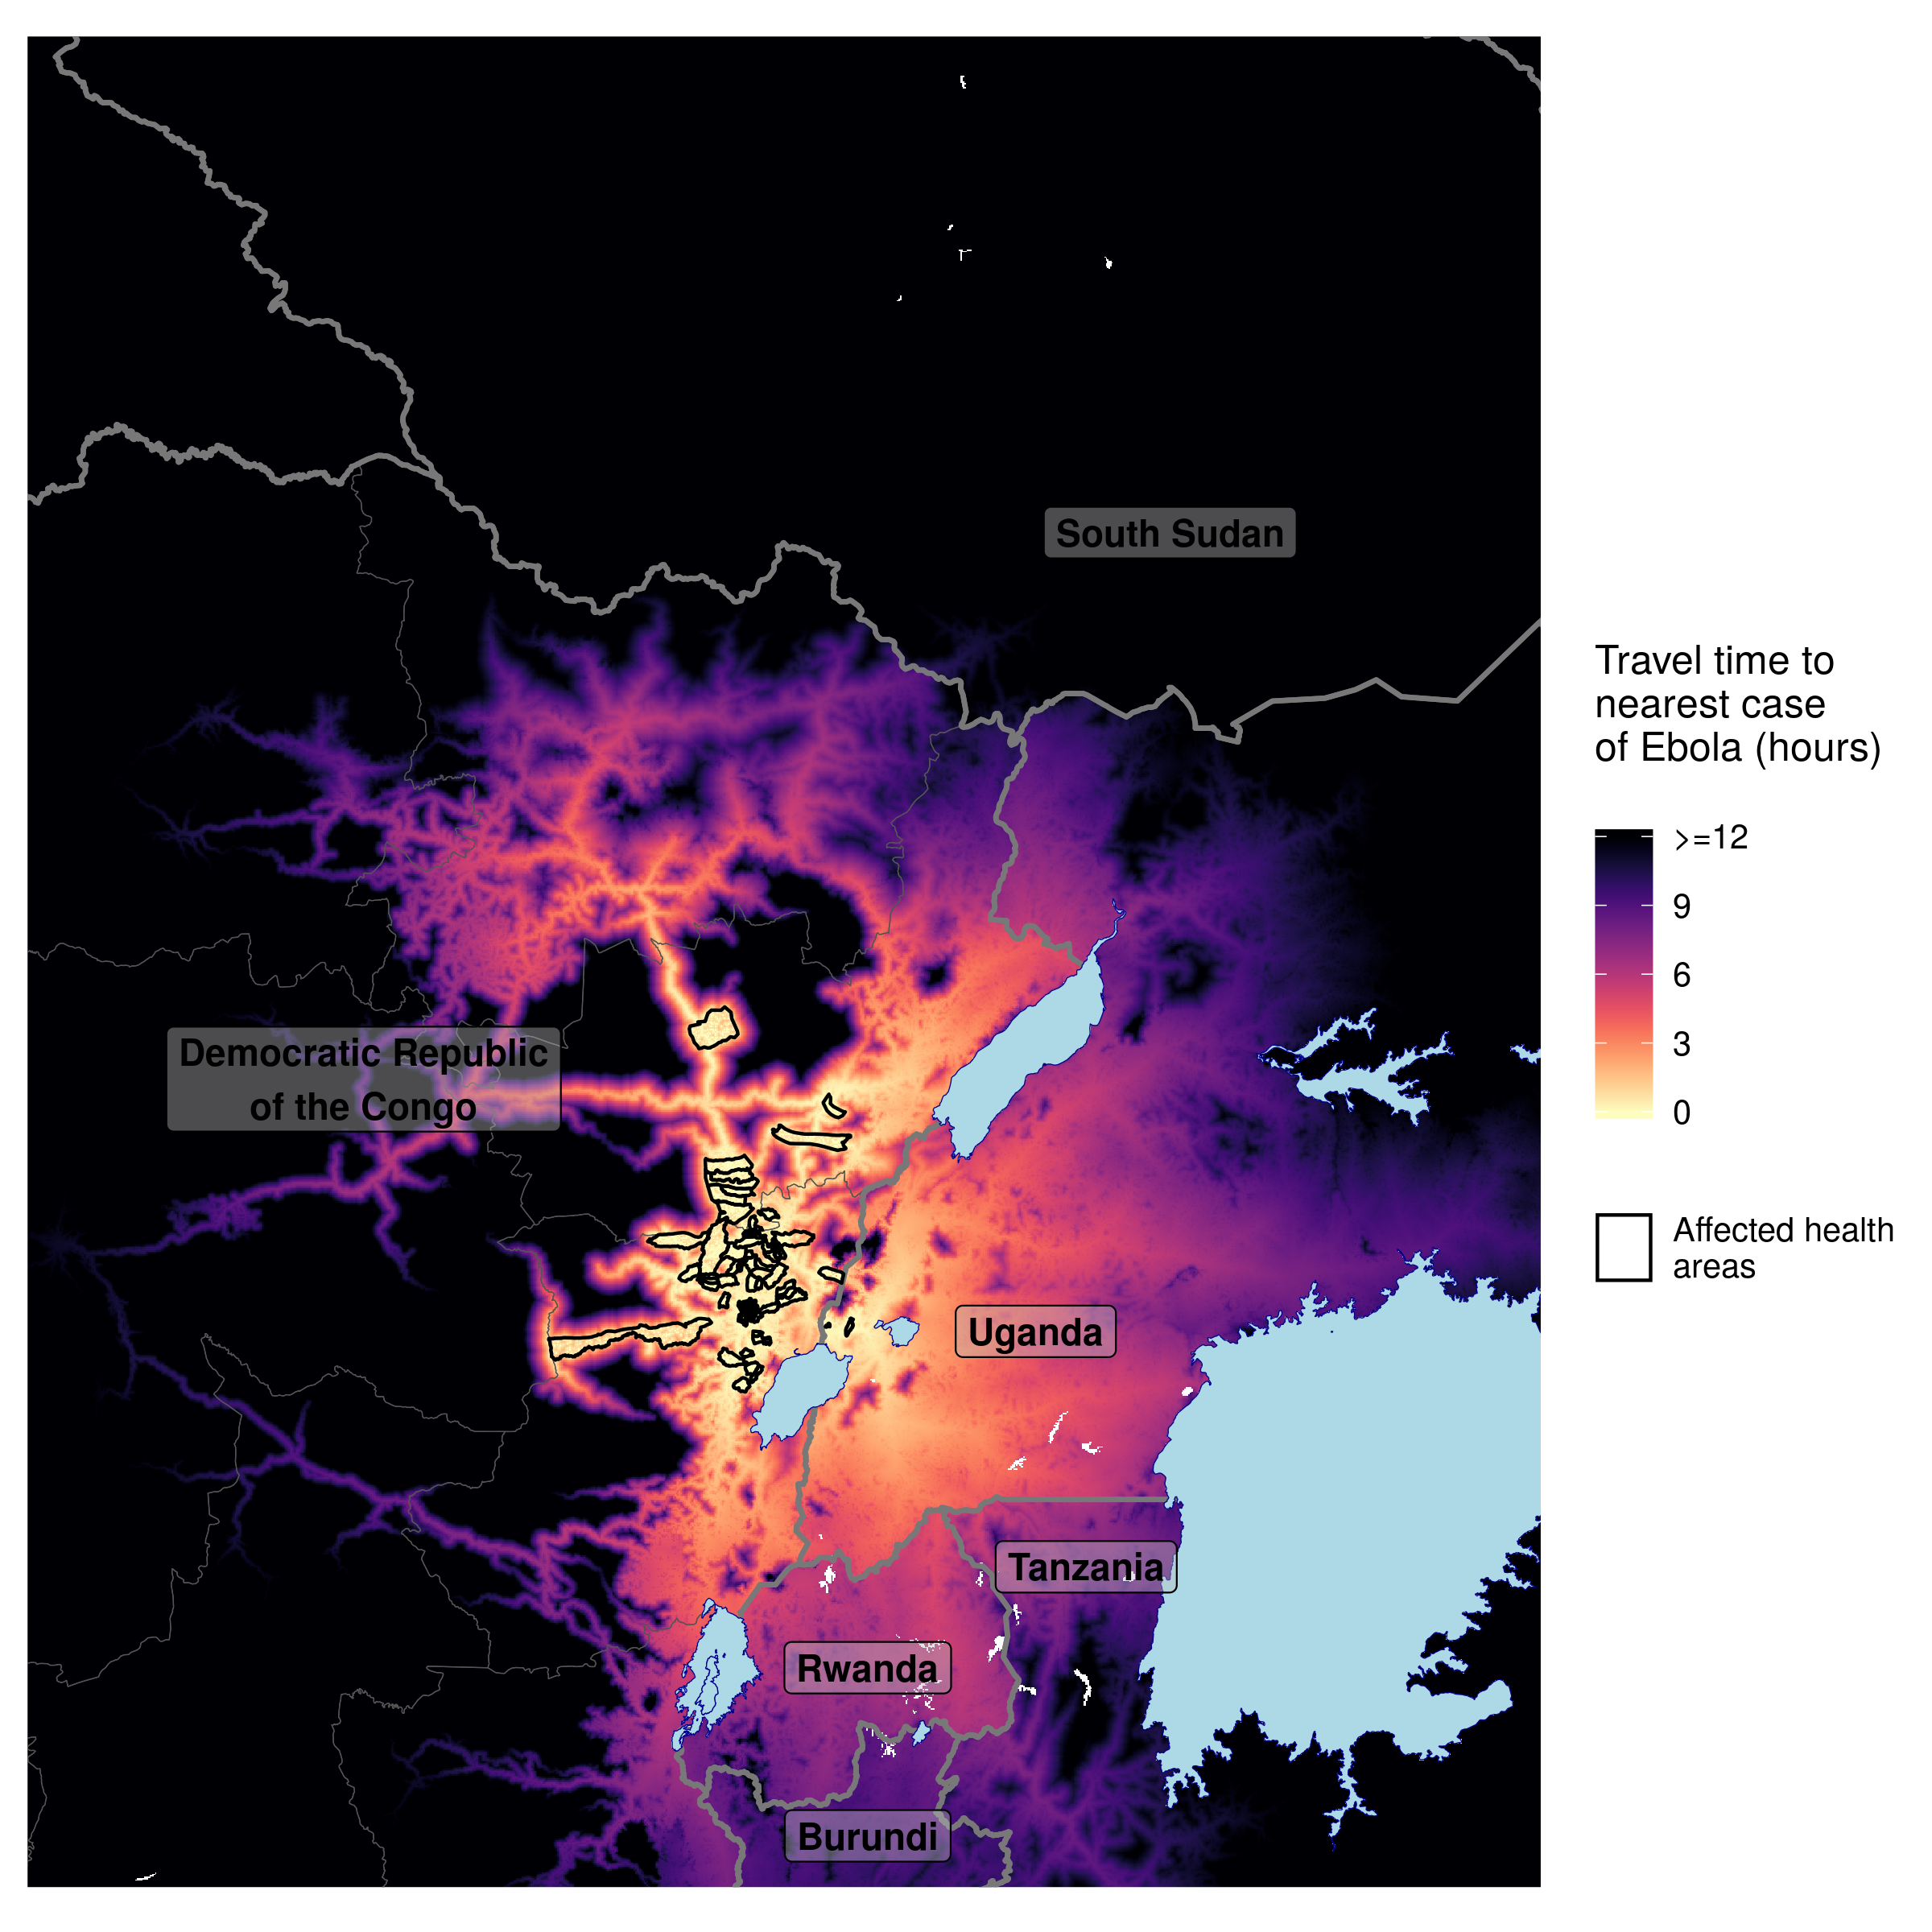 South Sudan
Democratic Republic
of the Congo
Uganda
Tanzania
Rwanda
Burundi
Travel time to
nearest case
of Ebola (hours)
>=12
9
6
3
0
Affected health
areas